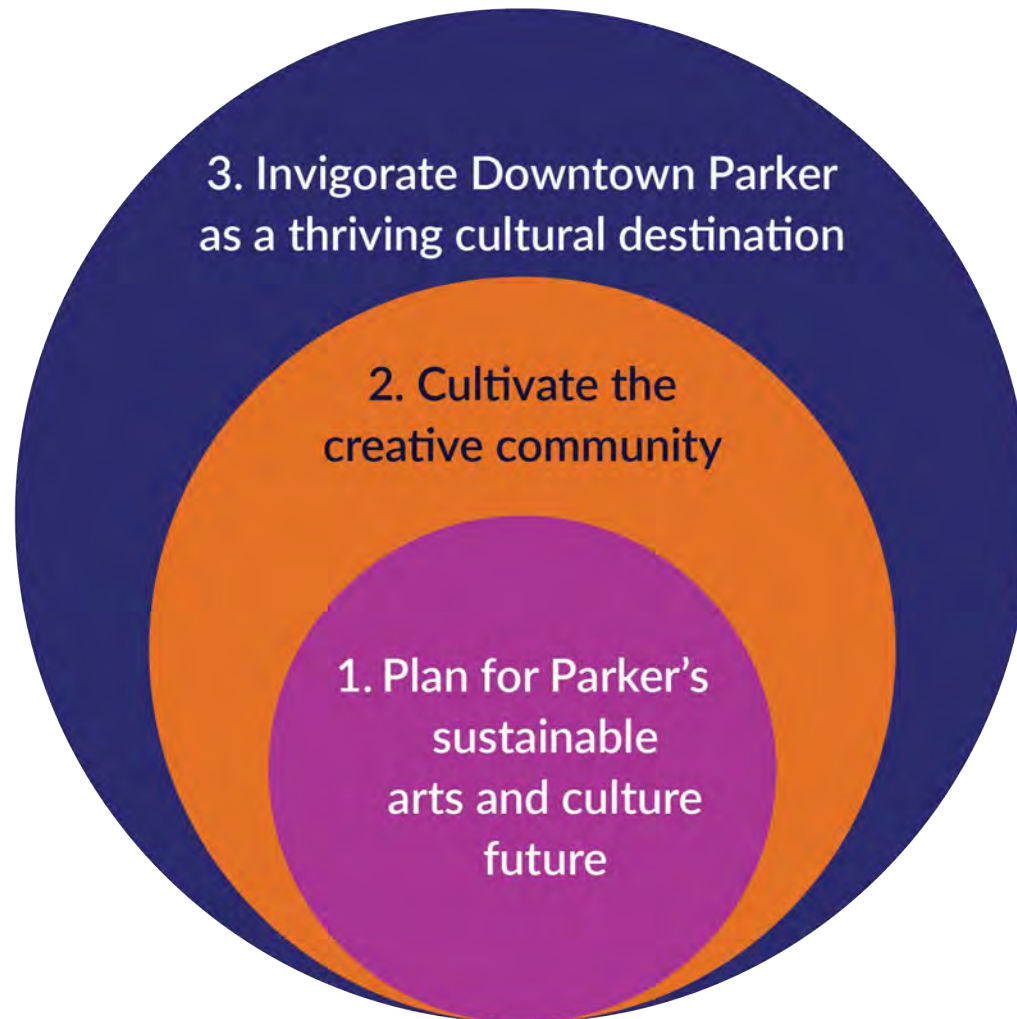 3. Invigorate Downtown Parker
as a thriving cultural destination
2. Cultivate the
creative community
1. Plan for Parker’s
sustainable
arts and culture
future